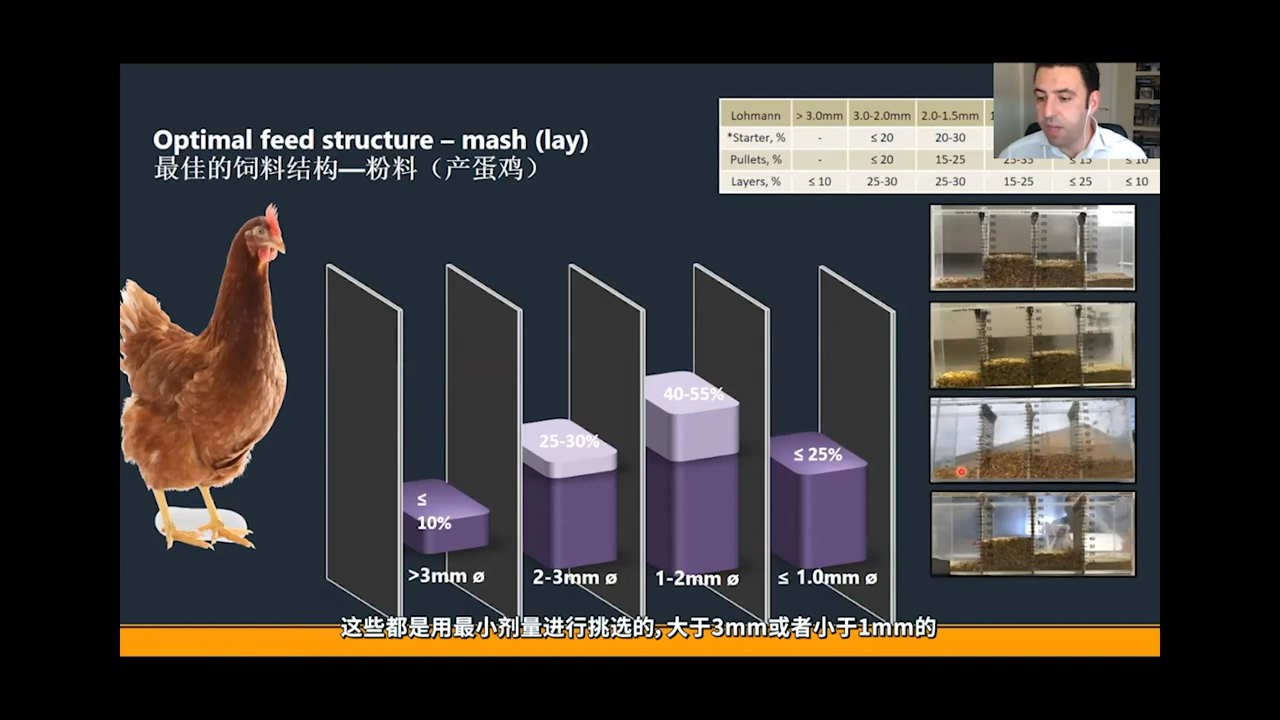 Optimal feed structure – mash (lay)
最佳的饲料结构—粉料（产蛋鸡）
Lohmann > 3.0mm 3.0-2.0mm 2.0-1.5mm
*Starter, % - ≤ 20 20-30
Pullets, % - ≤ 20 15-25 25-35 ≤ 15 ≤ 10
Layers, % ≤ 10 25-30 25-30 15-25 ≤ 25 ≤ 10
40-55%
25-30%
≤ 25%
≤
10%
>3mm ø 2-3mm ø 1-2mm ø ≤ 1.0mm ø
这些都是用最小剂量进行挑选的, 大于3mm或者小于1mm的